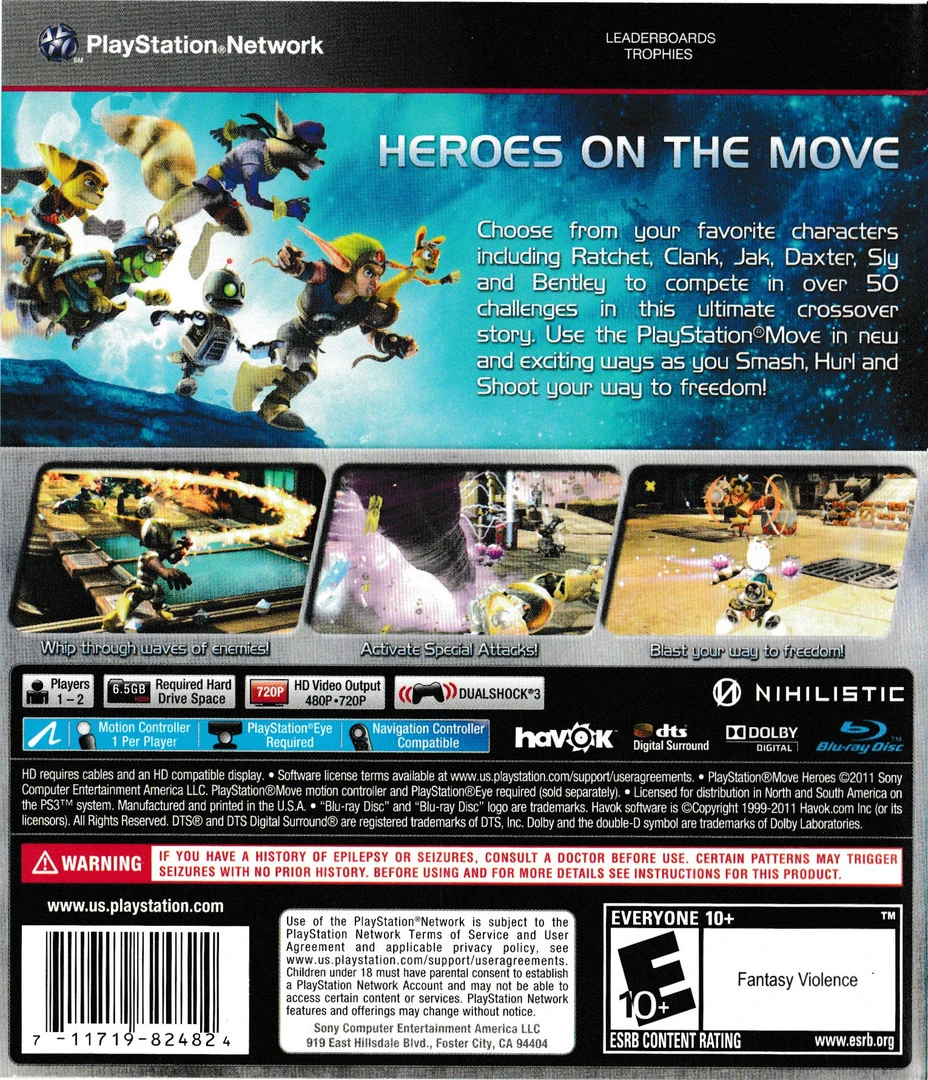 PlayStation®Network
SM
LEADERBOARDS
TROPHIES
HEROES ON THE MOVE
Choose from your favorite characters
including Ratchet, Clank, Jak, Daxter, Sly
and Bentley to compete in over 50
challenges in this ultimate crossover
story. Use the PlayStation®Move in new
and exciting ways as you Smash, Hurl and
Shoot your way to freedom!
Whip through waves of enemies!
Activate Special Attacks!
Blast your way to freedom!
Players
1 – 2
6.5GB
Required Hard
Drive Space
720P
HD Video Output
480P•720P
DUALSHOCK®3
NIHILISTIC
Motion Controller
1 Per Player
PlayStation®Eye
Required
Navigation Controller
Compatible
havok
dts
Digital Surround
DOLBY
DIGITAL
Blu-ray Disc™
HD requires cables and an HD compatible display. • Software license terms available at www.us.playstation.com/support/useragreements. • PlayStation®Move Heroes ©2011 Sony
Computer Entertainment America LLC. PlayStation®Move motion controller and PlayStation®Eye required (sold separately). • Licensed for distribution in North and South America on
the PS3™ system. Manufactured and printed in the U.S.A. • “Blu-ray Disc” and “Blu-ray Disc” logo are trademarks. Havok software is ©Copyright 1999-2011 Havok.com Inc (or its
licensors). All Rights Reserved. DTS® and DTS Digital Surround® are registered trademarks of DTS, Inc. Dolby and the double-D symbol are trademarks of Dolby Laboratories.
WARNING
IF YOU HAVE A HISTORY OF EPILEPSY OR SEIZURES, CONSULT A DOCTOR BEFORE USE. CERTAIN PATTERNS MAY TRIGGER
SEIZURES WITH NO PRIOR HISTORY. BEFORE USING AND FOR MORE DETAILS SEE INSTRUCTIONS FOR THIS PRODUCT.
www.us.playstation.com
7 -11719-82482 4
Use of the PlayStation®Network is subject to the
PlayStation Network Terms of Service and User
Agreement and applicable privacy policy, see
www.us.playstation.com/support/useragreements.
Children under 18 must have parental consent to establish
a PlayStation Network Account and may not be able to
access certain content or services. PlayStation Network
features and offerings may change without notice.
Sony Computer Entertainment America LLC
919 East Hillsdale Blvd., Foster City, CA 94404
EVERYONE 10+
TM
E
10+
Fantasy Violence
ESRB CONTENT RATING
www.esrb.org